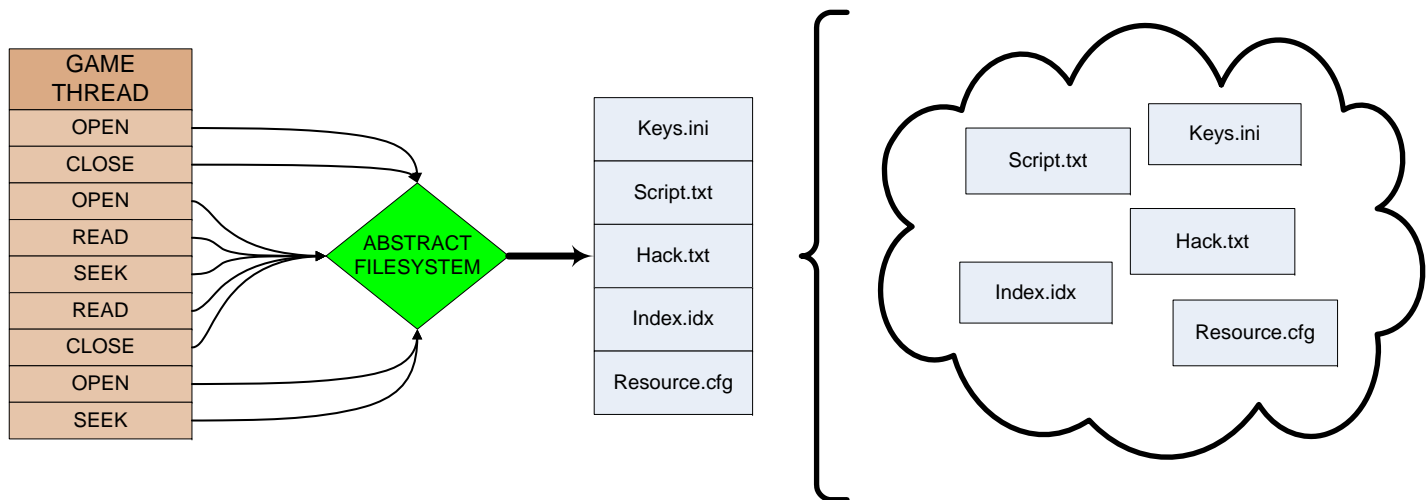 GAME
THREAD
OPEN
CLOSE
OPEN
READ
SEEK
READ
CLOSE
OPEN
SEEK
ABSTRACT
FILESYSTEM
Keys.ini
Script.txt
Hack.txt
Index.idx
Resource.cfg
Script.txt
Keys.ini
Hack.txt
Index.idx
Resource.cfg